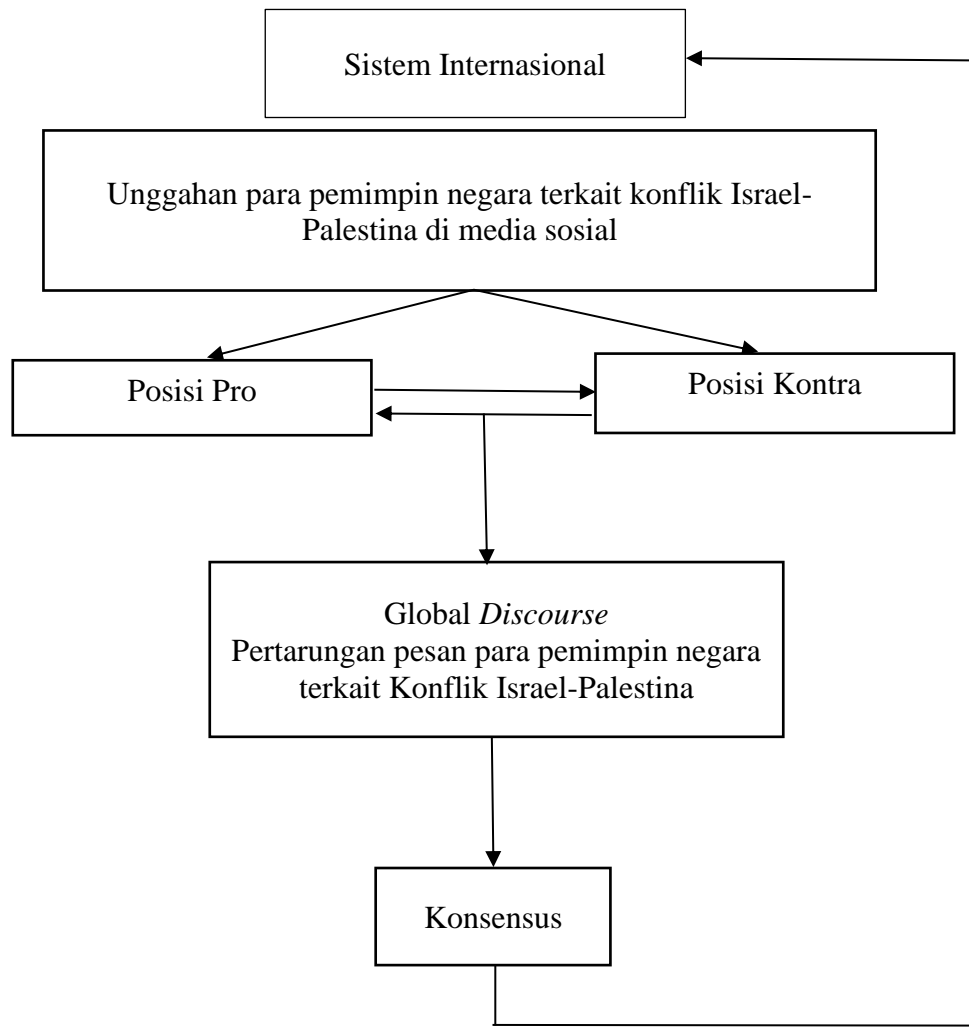 Sistem Internasional
Unggahan para pemimpin negara terkait konflik Israel-
Palestina di media sosial
Posisi Pro
Posisi Kontra
Global Discourse
Pertarungan pesan para pemimpin negara
terkait Konflik Israel-Palestina
Konsensus